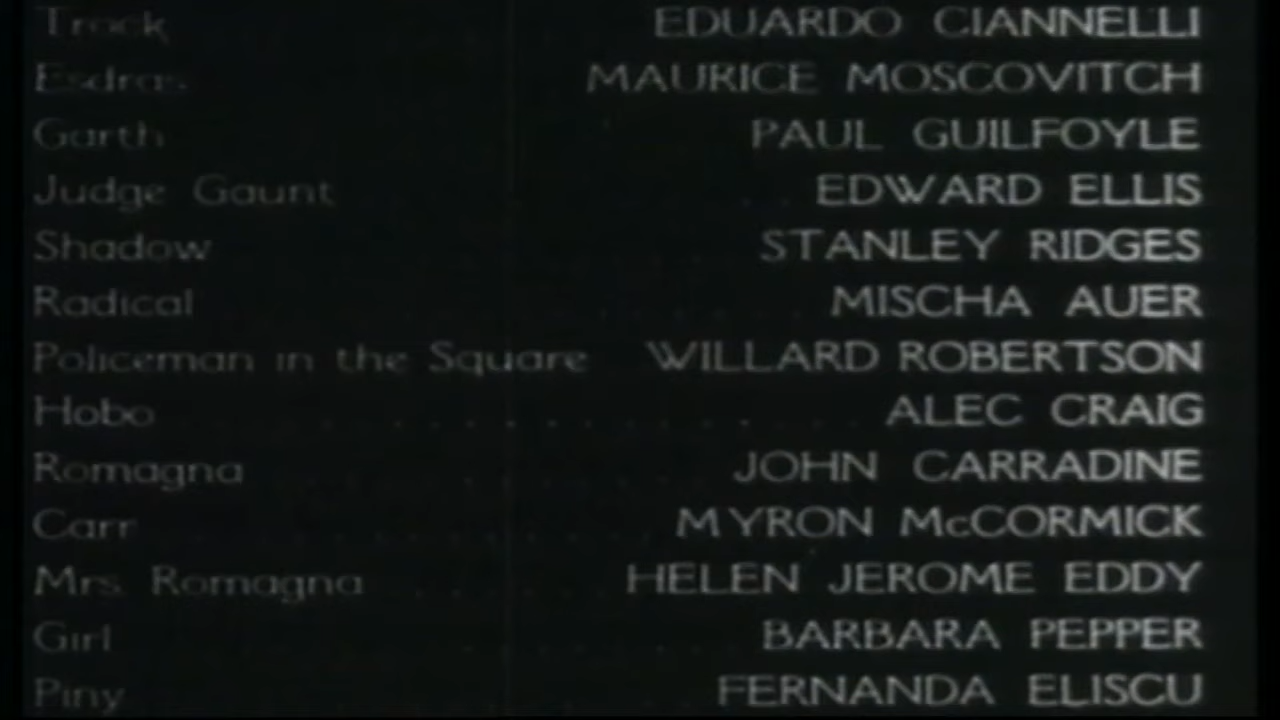 Trock EDUARDO CIANNELLI
Esdras MAURICE MOSCOVITCH
Garth PAUL GUILFOYLE
Judge Gaunt EDWARD ELLIS
Shadow STANLEY RIDGES
Radical MISCHA AUER
Policeman in the Square WILLARD ROBERTSON
Hobo . . . . . . . . . . ALEC CRAIG
Romagna JOHN CARRADINE
Carr . . . . . . . . . . MYRON McCORMICK
Mrs. Romagna . . . . HELEN JEROME EDDY
Girl . . . . . . BARBARA PEPPER
Piny FERNANDA ELISCU